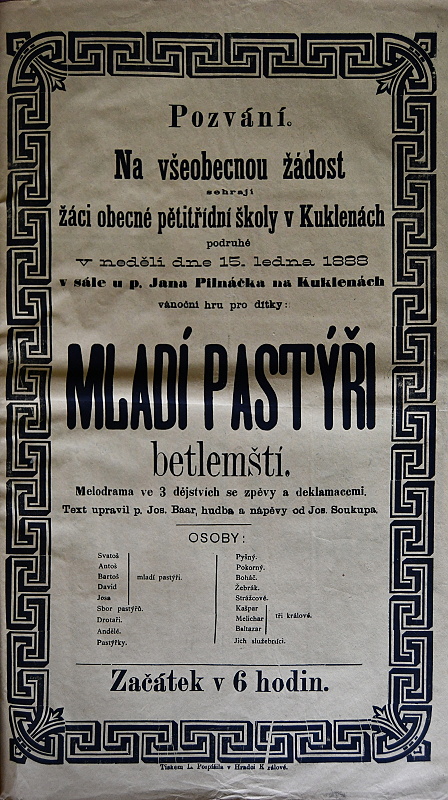 Pozvání.
Na všeobecnou žádost
sehrají
žáci obecné pětitřídní školy v Kuklenách
podruhé
v neděli dne 15. ledna 1888
v sále u p. Jana Pilnáčka na Kuklenách
vánoční hru pro dítky:
MLADÍ PASTÝŘI
betlemští.
Melodrama ve 3 dějstvích se zpěvy a deklamacemi.
Text upravil p. Jos. Baar, hudba a nápěvy od Jos. Soukupa.
OSOBY:
Svatoš
Antoš
Bartoš mladí pastýři.
David
Josa
Sbor pastýřů.
Drotaři.
Andělé.
Pastýřky.
Pyšný.
Pokorný.
Boháč.
Žebrák.
Strážcové.
Kašpar
Melichar tři králové.
Baltazar
Jich služebníci.
Začátek v 6 hodin.
Tiskem L. Pospíšila v Hradci K rálové.